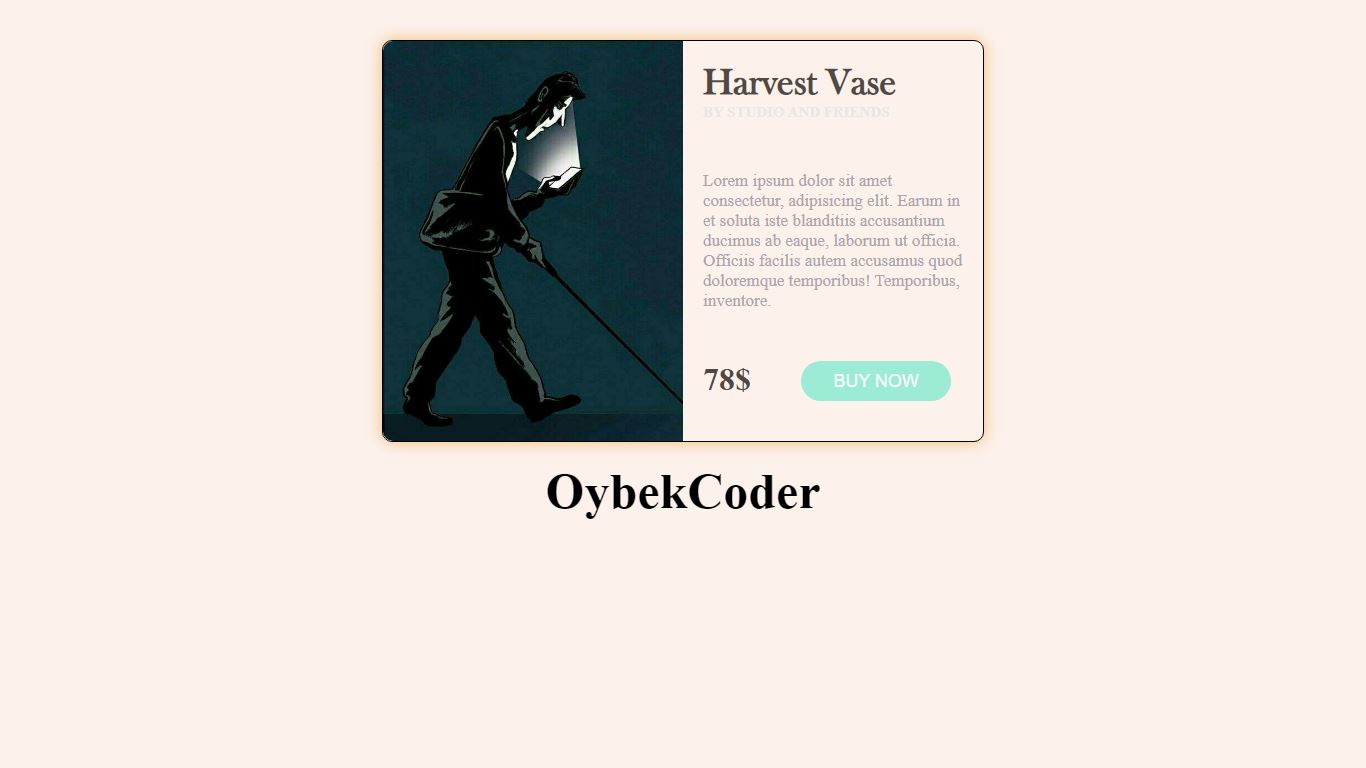 Harvest Vase
BY STUDIO AND FRIENDS
Lorem ipsum dolor sit amet
consectetur, adipisicing elit. Earum in
et soluta iste blanditiis accusantium
ducimus ab eaque, laborum ut officia.
Officiis facilis autem accusamus quod
doloremque temporibus! Temporibus,
inventore.
78$
BUY NOW
OybekCoder